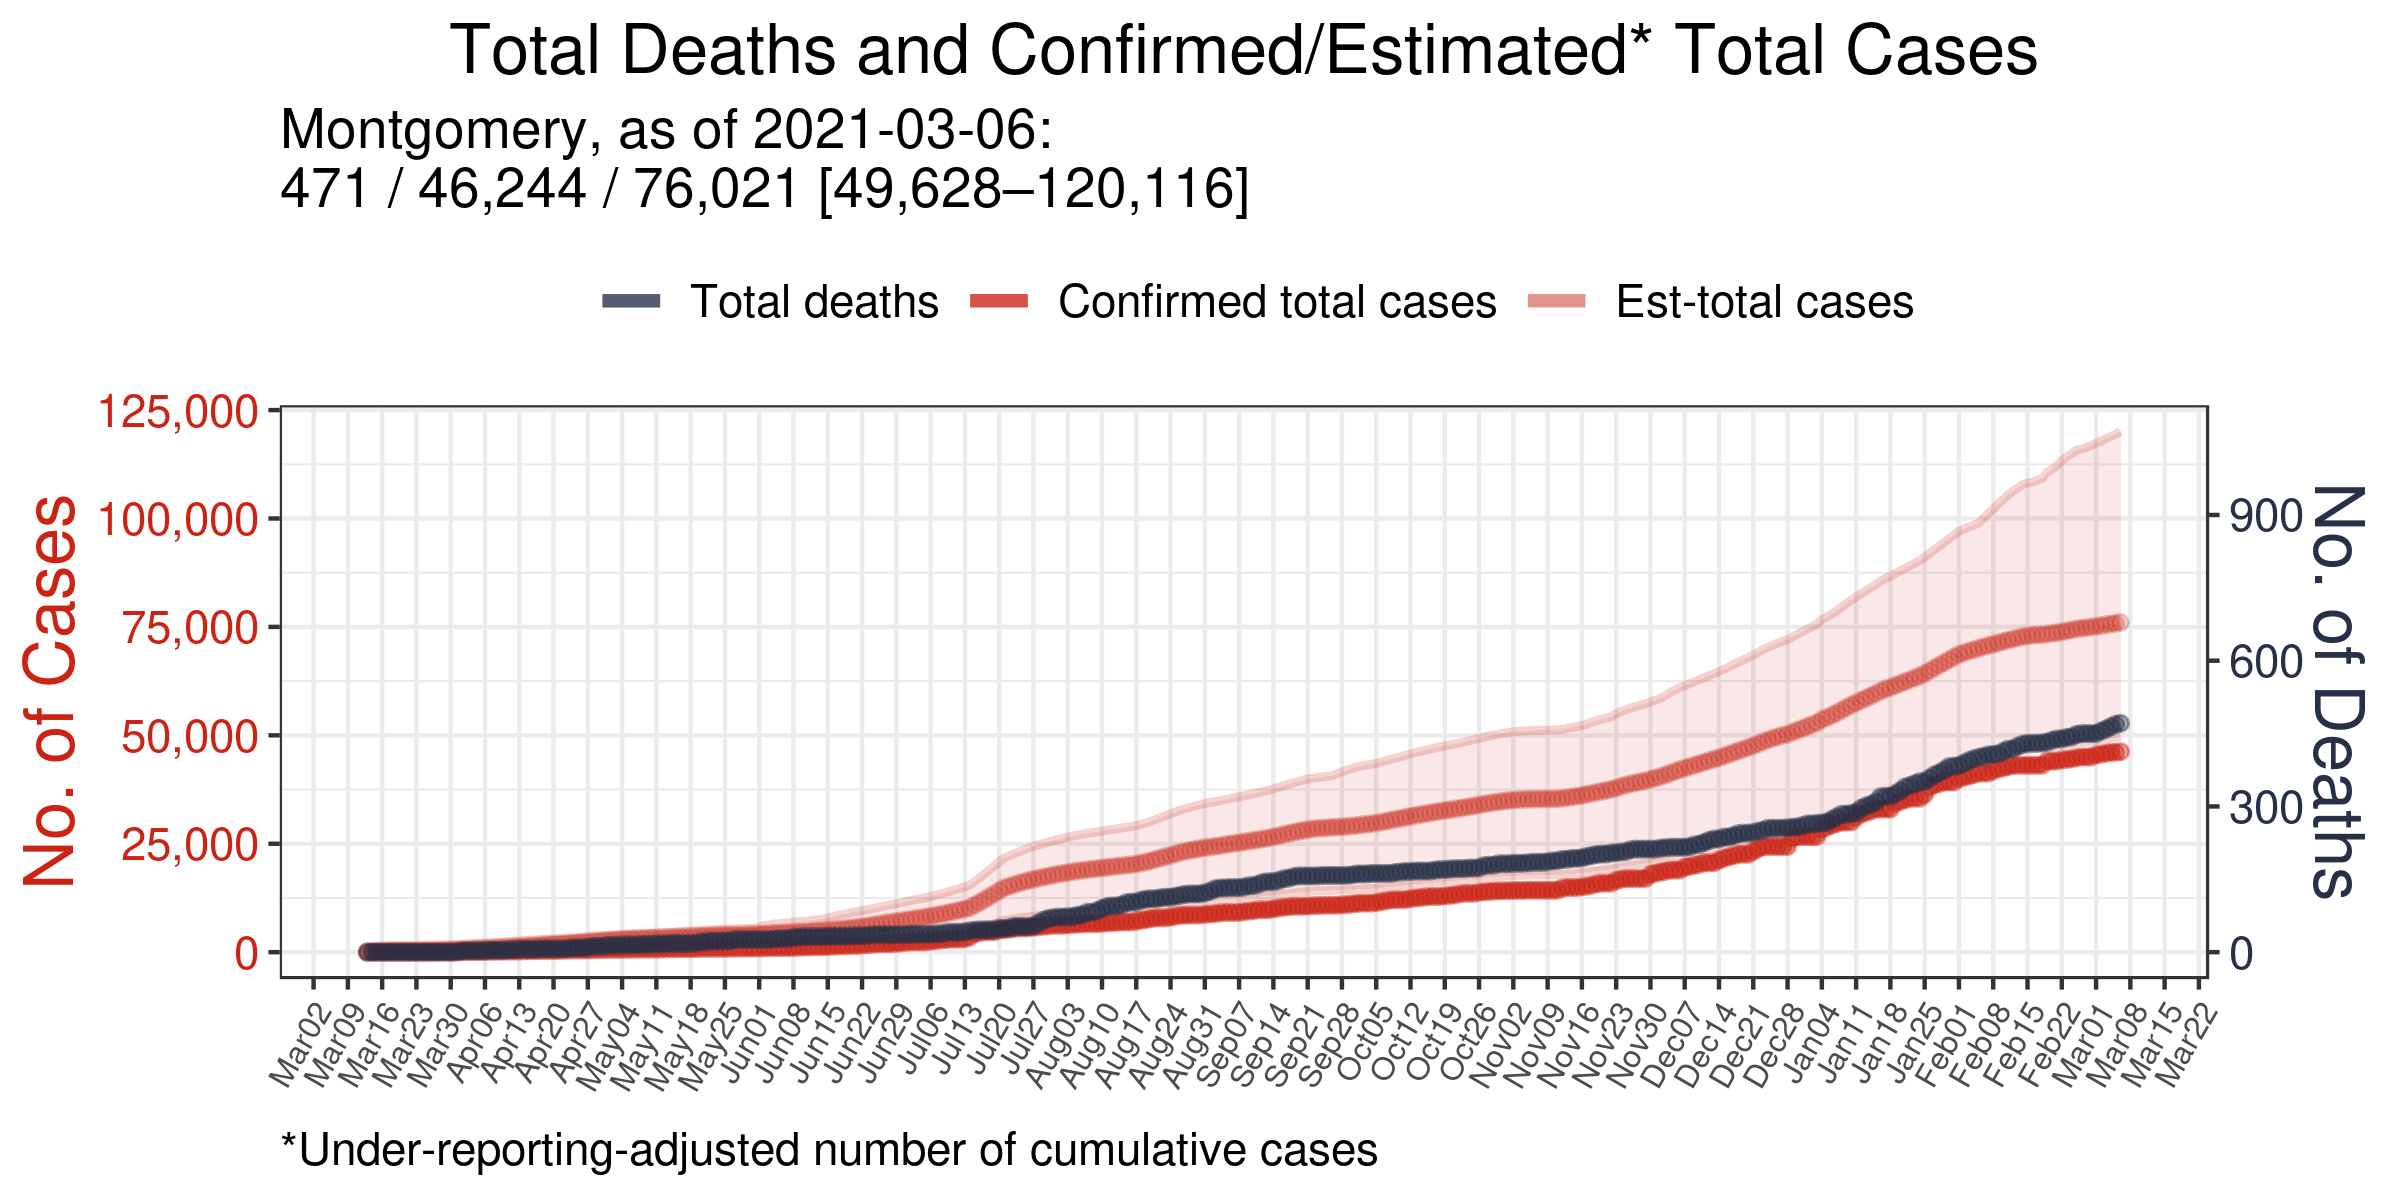 Total Deaths and Confirmed/Estimated* Total Cases
Montgomery, as of 2021-03-06:
471 / 46,244 / 76,021 [49,628–120,116]
Total deaths
Confirmed total cases
Est-total cases
No. of Cases
125,000
100,000
75,000
50,000
25,000
0
900
600
300
0
No. of Deaths
Mar02
Mar09
Mar16
Mar23
Mar30
Apr06
Apr13
Apr20
Apr27
May04
May11
May18
May25
Jun01
Jun08
Jun15
Jun22
Jun29
Jul06
Jul13
Jul20
Jul27
Aug03
Aug10
Aug17
Aug24
Aug31
Sep07
Sep14
Sep21
Sep28
Oct05
Oct12
Oct19
Oct26
Nov02
Nov09
Nov16
Nov23
Nov30
Dec07
Dec14
Dec21
Dec28
Jan04
Jan11
Jan18
Jan25
Feb01
Feb08
Feb15
Feb22
Mar01
Mar08
Mar15
Mar22
*Under-reporting-adjusted number of cumulative cases